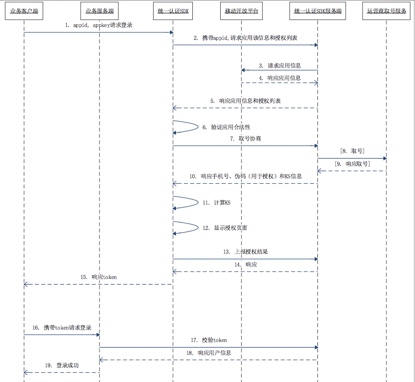 业务客户端
业务服务端
统一认证SDK
移动开放平台
统一认证SDK服务端
运营商取号服务
1. appid, appkey请求登录
2. 携带appid,请求应用该信息和授权列表
3. 请求应用信息
4. 响应应用信息
5. 响应应用信息和授权列表
6. 验证应用合法性
7. 取号协商
[8. 取号]
[9. 响应取号]
10. 响应手机号、伪码（用于授权）和KS信息
11. 计算KS
12. 显示授权页面
13. 上报授权结果
14. 响应
15. 响应token
16. 携带token请求登录
17. 校验token
18. 响应用户信息
19. 登录成功